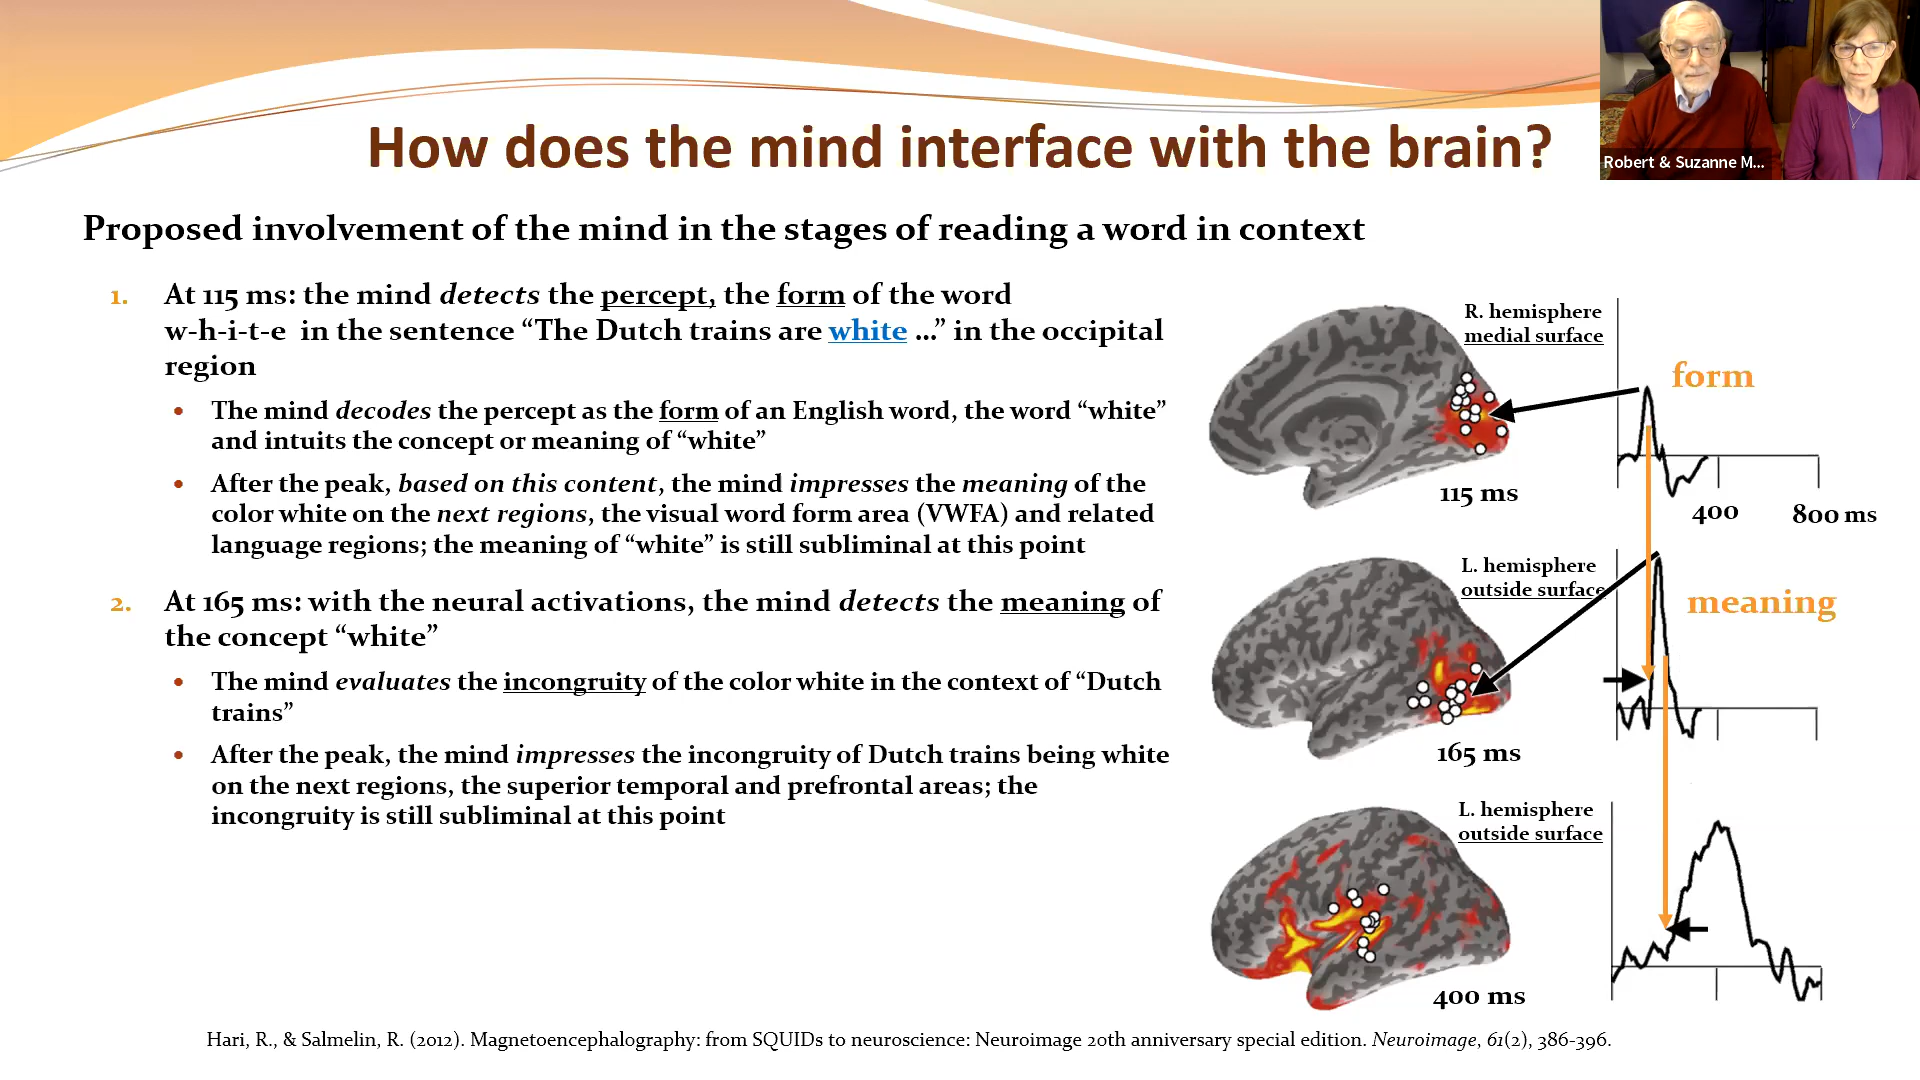 How does the mind interface with the brain?
Robert & Suzanne M...
Proposed involvement of the mind in the stages of reading a word in context
1. At 115 ms: the mind detects the percept, the form of the word
w-h-i-t-e in the sentence “The Dutch trains are white ...” in the occipital
region
• The mind decodes the percept as the form of an English word, the word “white”
and intuits the concept or meaning of “white”
• After the peak, based on this content, the mind impresses the meaning of the
color white on the next regions, the visual word form area (VWFA) and related
language regions; the meaning of “white” is still subliminal at this point
2. At 165 ms: with the neural activations, the mind detects the meaning of
the concept “white”
• The mind evaluates the incongruity of the color white in the context of “Dutch
trains”
• After the peak, the mind impresses the incongruity of Dutch trains being white
on the next regions, the superior temporal and prefrontal areas; the
incongruity is still subliminal at this point
R. hemisphere
medial surface
form
115 ms
400
800 ms
L. hemisphere
outside surface
meaning
165 ms
L. hemisphere
outside surface
400 ms
Hari, R., & Salmelin, R. (2012). Magnetoencephalography: from SQUIDs to neuroscience: Neuroimage 20th anniversary special edition. Neuroimage, 61(2), 386-396.